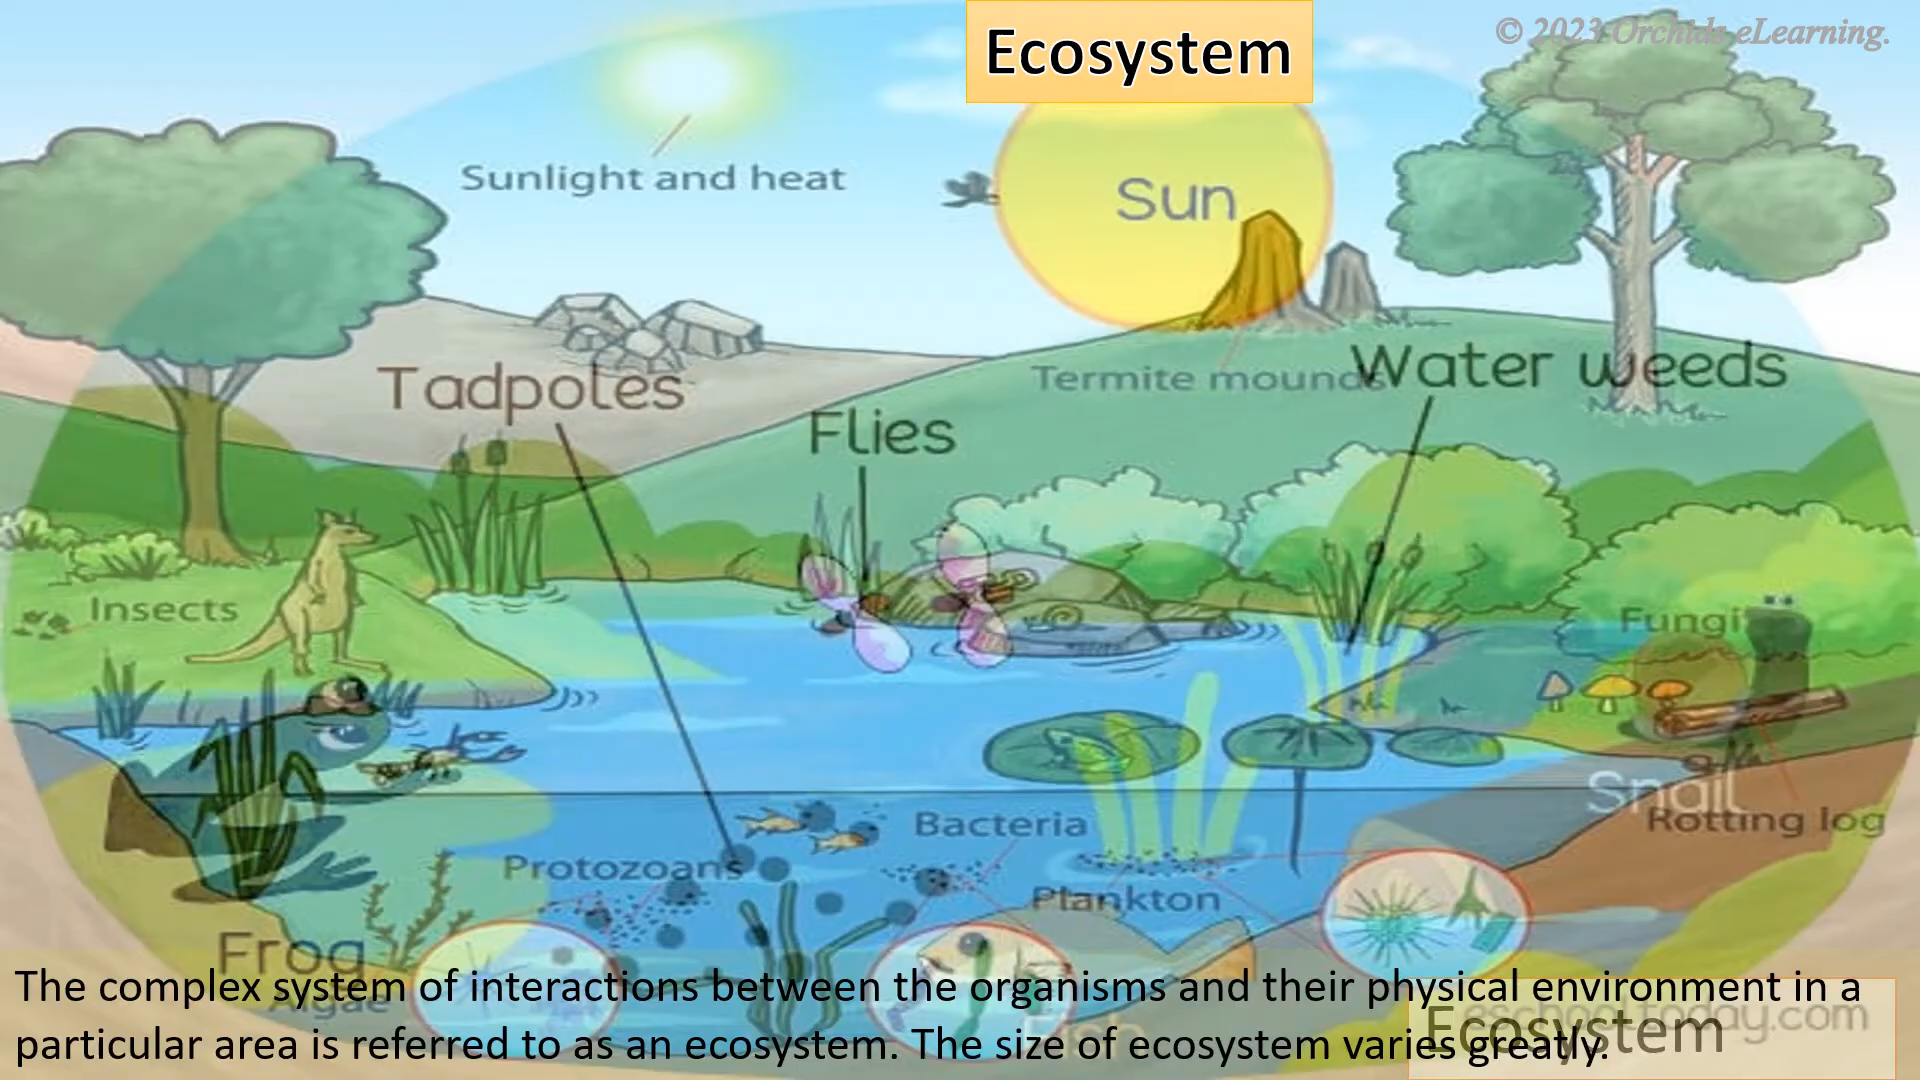 Ecosystem
© 2023 Orchids eLearning.
Sunlight and heat
Sun
Tadpoles
Termite mounds
Water weeds
Flies
Insects
Fungi
Snail
Rotting log
Bacteria
Protozoans
Plankton
Frog
Algae
Fish
The complex system of interactions between the organisms and their physical environment in a
particular area is referred to as an ecosystem. The size of ecosystem varies greatly.
Ecosystem